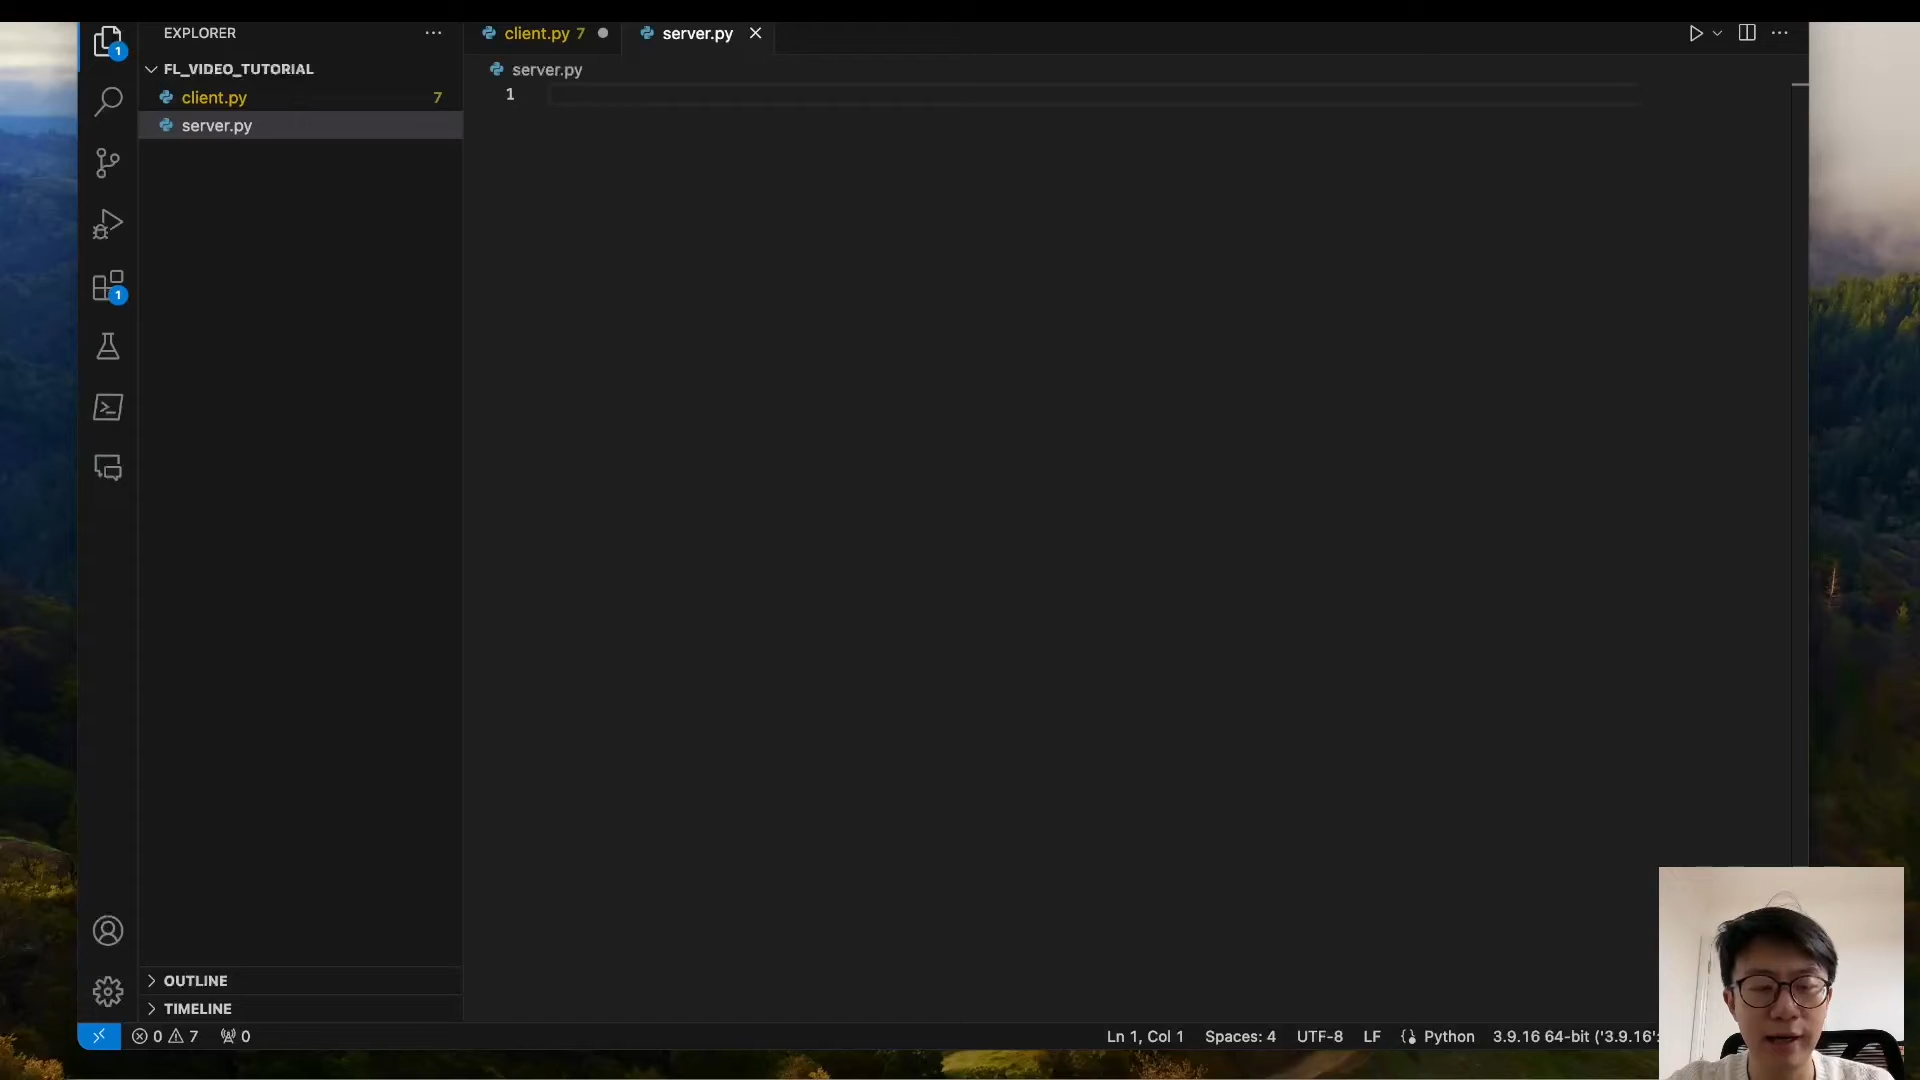 EXPLORER
client.py 7
server.py
1
FL_VIDEO_TUTORIAL
server.py
client.py 7
1
server.py
1
OUTLINE
TIMELINE
0 7 0
Ln 1, Col 1 Spaces: 4 UTF-8 LF Python 3.9.16 64-bit ('3.9.16':